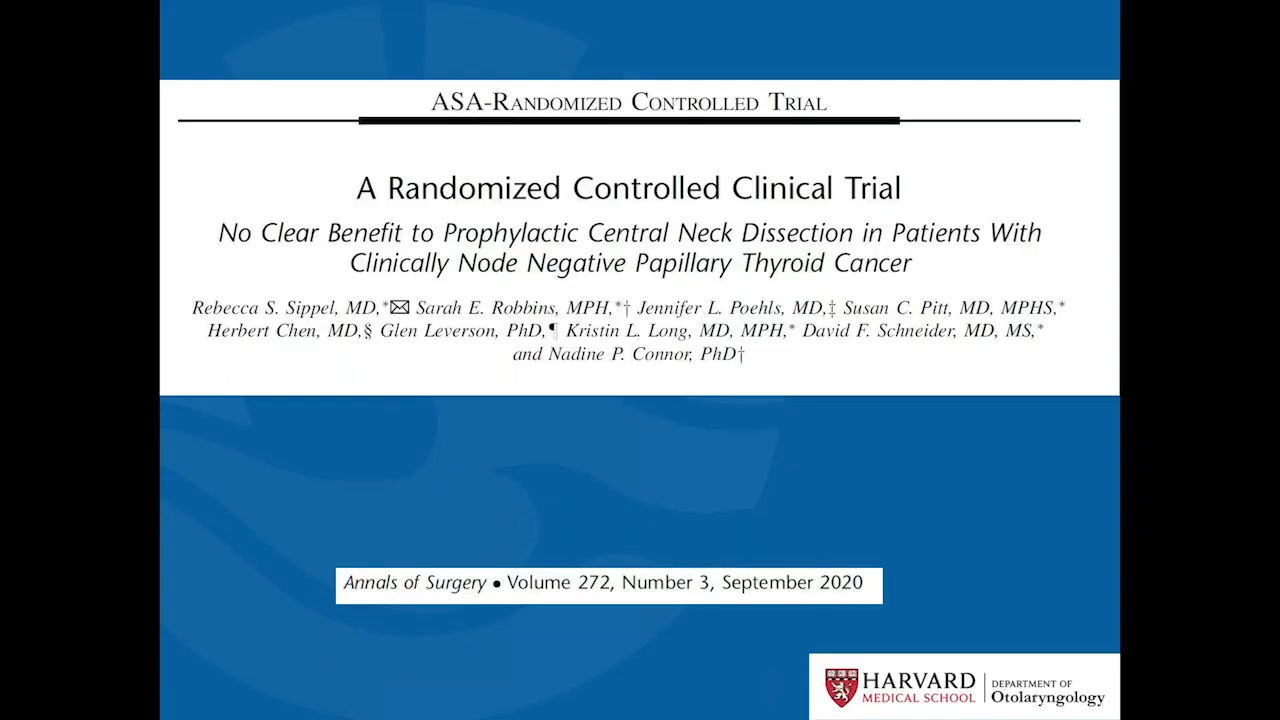 ASA-RANDOMIZED CONTROLLED TRIAL
A Randomized Controlled Clinical Trial
No Clear Benefit to Prophylactic Central Neck Dissection in Patients With
Clinically Node Negative Papillary Thyroid Cancer
Rebecca S. Sippel, MD,*✉ Sarah E. Robbins, MPH,*† Jennifer L. Poehls, MD,‡ Susan C. Pitt, MD, MPHS,*
Herbert Chen, MD,§ Glen Leverson, PhD,¶ Kristin L. Long, MD, MPH,* David F. Schneider, MD, MS,*
and Nadine P. Connor, PhD†
Annals of Surgery • Volume 272, Number 3, September 2020
HARVARD
MEDICAL SCHOOL
DEPARTMENT OF
Otolaryngology